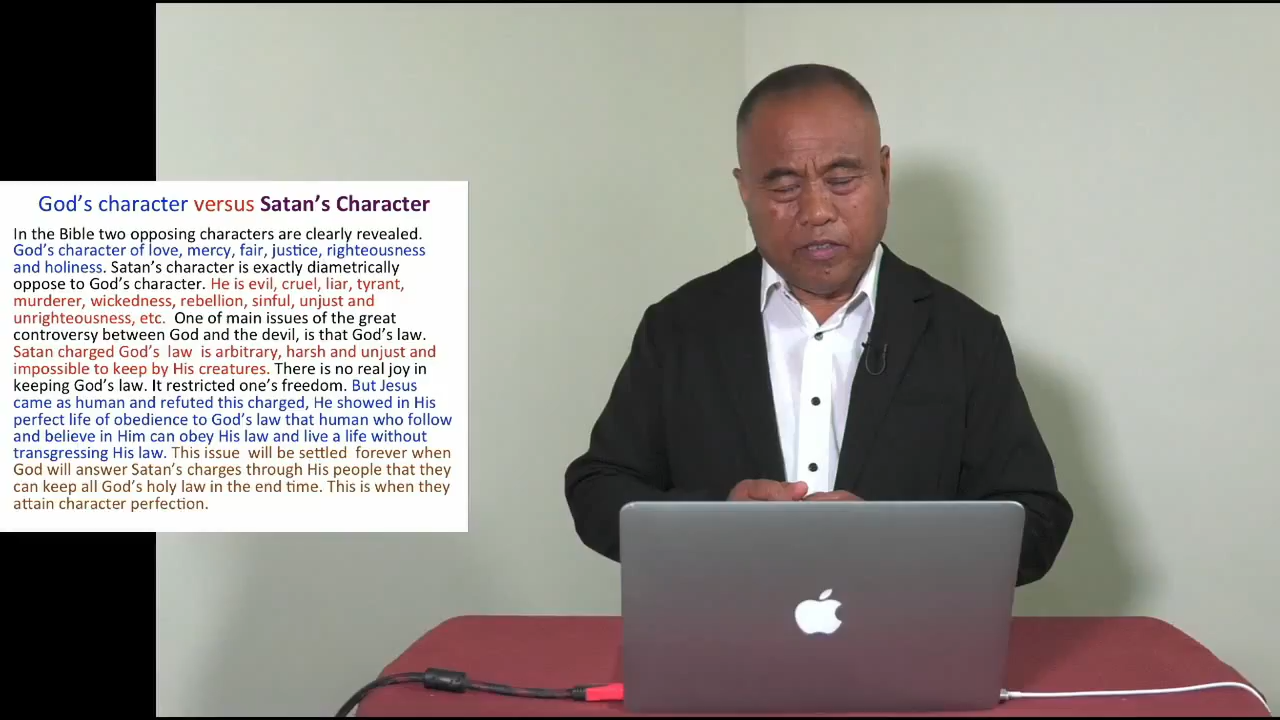 God's character versus Satan's Character
In the Bible two opposing characters are clearly revealed.
God's character of love, mercy, fair, justice, righteousness
and holiness. Satan's character is exactly diametrically
oppose to God's character. He is evil, cruel, liar, tyrant,
murderer, wickedness, rebellion, sinful, unjust and
unrighteousness, etc. One of main issues of the great
controversy between God and the devil, is that God's law.
Satan charged God's law is arbitrary, harsh and unjust and
impossible to keep by His creatures. There is no real joy in
keeping God's law. It restricted one's freedom. But Jesus
came as human and refuted this charged, He showed in His
perfect life of obedience to God's law that human who follow
and believe in Him can obey His law and live a life without
transgressing His law. This issue will be settled forever when
God will answer Satan's charges through His people that they
can keep all God's holy law in the end time. This is when they
attain character perfection.